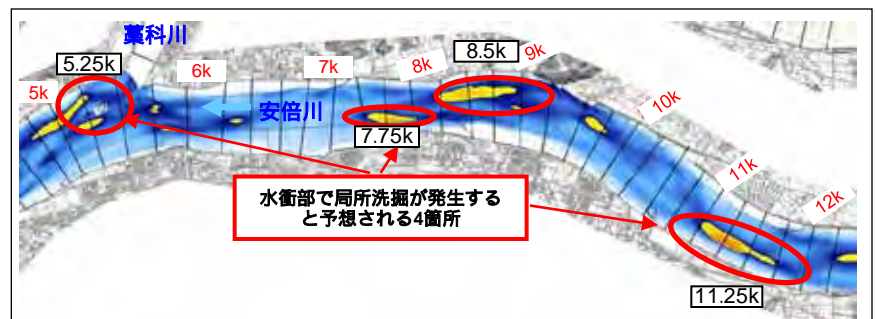 藁科川
5.25k
8.5k
6k
7k
8k
9k
5k
安倍川
10k
7.75k
11k
水衝部で局所洗掘が発生する
と予想される4箇所
12k
11.25k